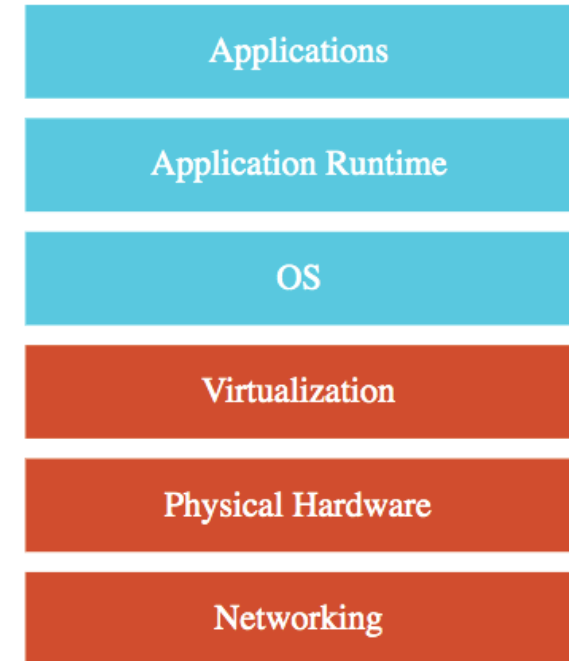 Applications
Application Runtime
OS
Virtualization
Physical Hardware
Networking